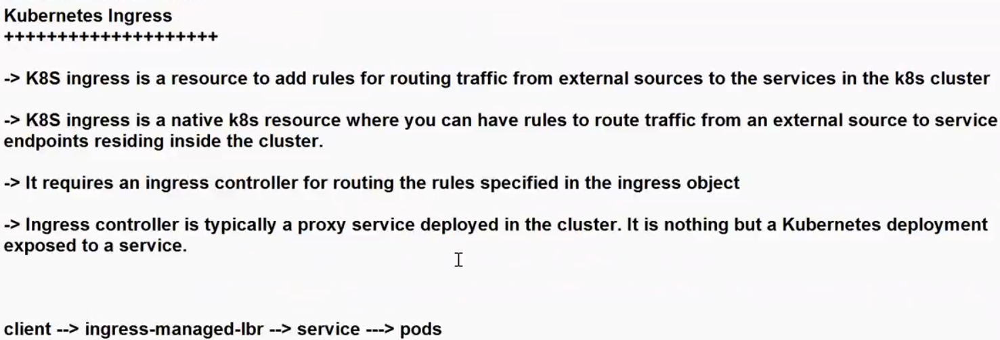 Kubernetes Ingress
++++++++++++++++++++
-> K8S ingress is a resource to add rules for routing traffic from external sources to the services in the k8s cluster
-> K8S ingress is a native k8s resource where you can have rules to route traffic from an external source to service
endpoints residing inside the cluster.
-> It requires an ingress controller for routing the rules specified in the ingress object
-> Ingress controller is typically a proxy service deployed in the cluster. It is nothing but a Kubernetes deployment
exposed to a service.
client --> ingress-managed-lbr --> service ---> pods